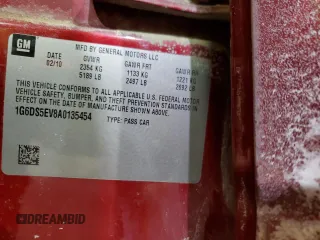 GM
MFD BY GENERAL MOTORS LLC
DATE GVWR GAWR FRT GAWR RR
02/10 2354 KG 1133 KG 1221 KG
5189 LB 2497 LB 2692 LB
THIS VEHICLE CONFORMS TO ALL APPLICABLE U.S. FEDERAL MOTOR
VEHICLE SAFETY, BUMPER, AND THEFT PREVENTION STANDARDS IN
EFFECT ON THE DATE OF MANUFACTURE SHOWN ABOVE.
1G6DS5EV8A0135454
TYPE: PASS CAR
DREAMBID